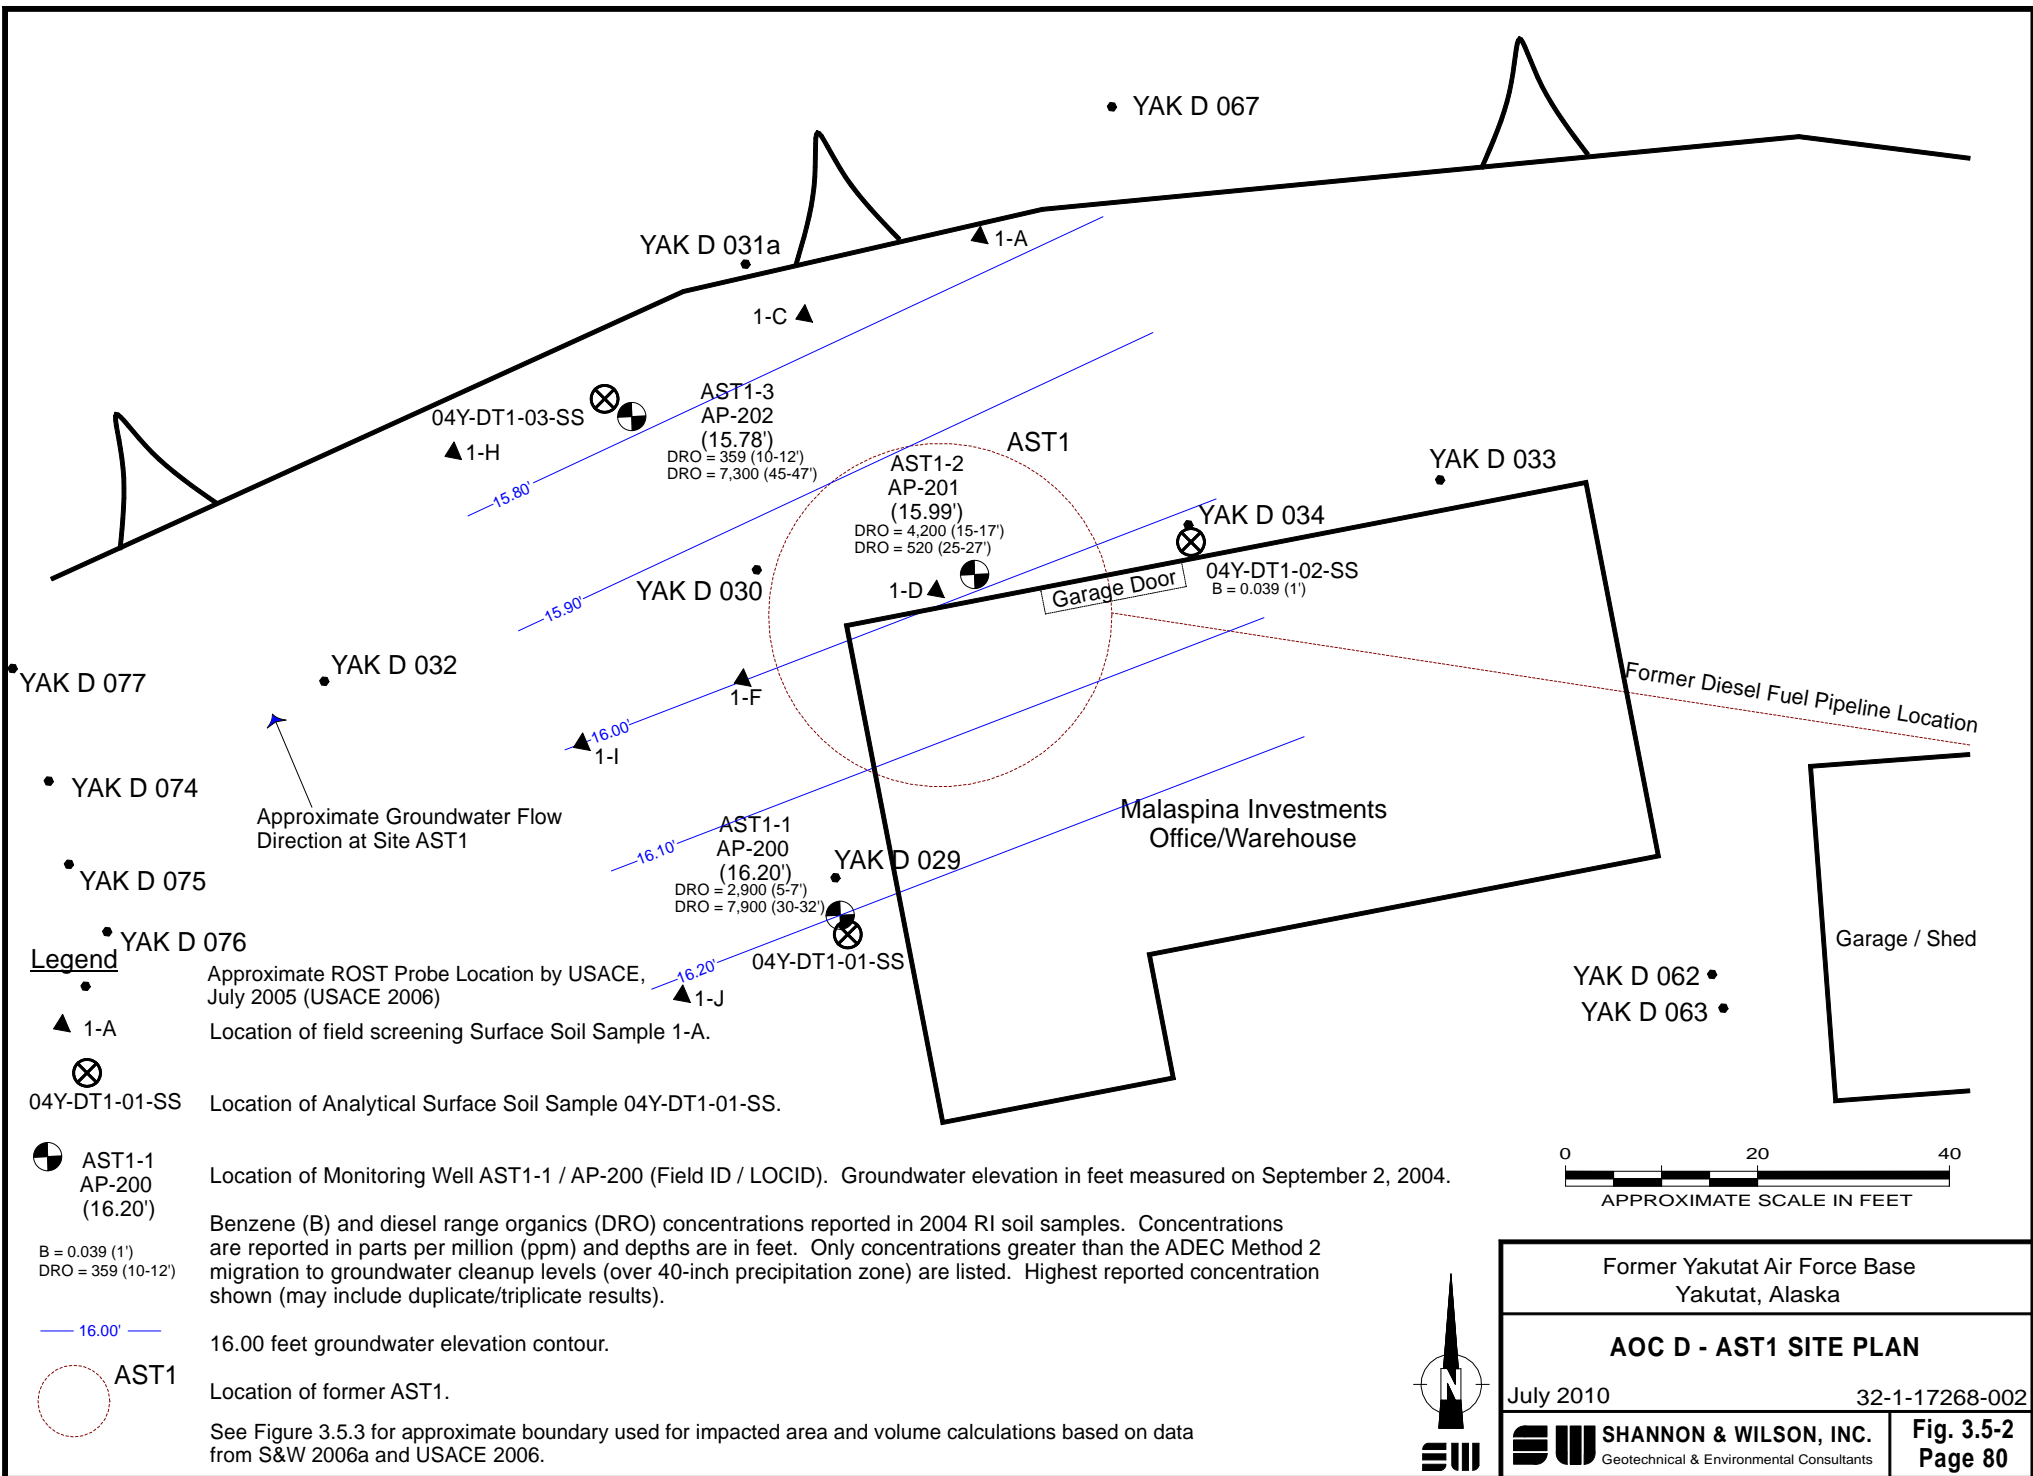 YAK D 067
YAK D 031a
1-A
1-C
AST1-3
AP-202
(15.78')
DRO = 359 (10-12')
DRO = 7,300 (45-47')
04Y-DT1-03-SS
1-H
15.80'
AST1
AST1-2
AP-201
(15.99')
DRO = 4,200 (15-17')
DRO = 520 (25-27')
YAK D 033
YAK D 034
04Y-DT1-02-SS
B = 0.039 (1')
Garage Door
1-D
YAK D 030
15.90'
YAK D 077
YAK D 032
1-F
16.00'
1-I
Former Diesel Fuel Pipeline Location
YAK D 074
Approximate Groundwater Flow
Direction at Site AST1
Malaspina Investments
Office/Warehouse
AST1-1
AP-200
(16.20')
DRO = 2,900 (5-7')
DRO = 7,900 (30-32')
16.10'
YAK D 029
YAK D 075
YAK D 076
04Y-DT1-01-SS
16.20'
1-J
Garage / Shed
YAK D 062
YAK D 063
Legend
Approximate ROST Probe Location by USACE,
July 2005 (USACE 2006)
1-A
Location of field screening Surface Soil Sample 1-A.
04Y-DT1-01-SS
Location of Analytical Surface Soil Sample 04Y-DT1-01-SS.
AST1-1
AP-200
(16.20')
Location of Monitoring Well AST1-1 / AP-200 (Field ID / LOCID). Groundwater elevation in feet measured on September 2, 2004.
B = 0.039 (1')
DRO = 359 (10-12')
Benzene (B) and diesel range organics (DRO) concentrations reported in 2004 RI soil samples. Concentrations
are reported in parts per million (ppm) and depths are in feet. Only concentrations greater than the ADEC Method 2
migration to groundwater cleanup levels (over 40-inch precipitation zone) are listed. Highest reported concentration
shown (may include duplicate/triplicate results).
16.00'
16.00 feet groundwater elevation contour.
AST1
Location of former AST1.
See Figure 3.5.3 for approximate boundary used for impacted area and volume calculations based on data
from S&W 2006a and USACE 2006.
0 20 40
APPROXIMATE SCALE IN FEET
N
SW
Former Yakutat Air Force Base
Yakutat, Alaska
AOC D - AST1 SITE PLAN
July 2010
32-1-17268-002
SW
SHANNON & WILSON, INC.
Geotechnical & Environmental Consultants
Fig. 3.5-2
Page 80